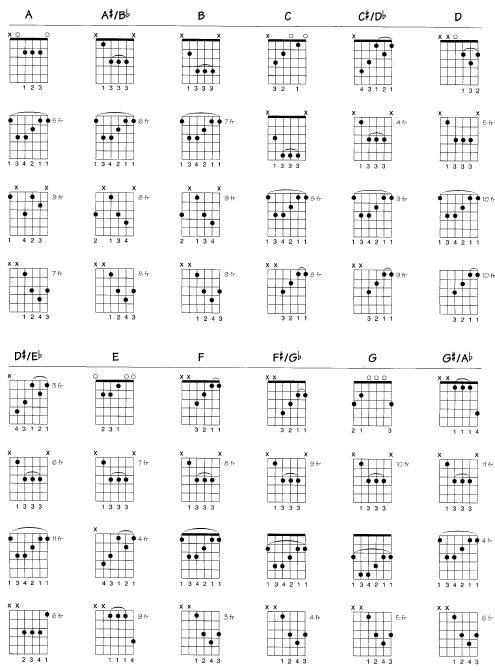 A A♯/B♭ B C C♯/D♭ D
x o o x x x x x o o x x x x o
1 2 3 1 3 3 3 1 3 3 3 3 2 1 4 3 1 2 1 1 3 2
x x x x x x
5 fr 6 fr 7 fr 4 fr 5 fr
1 3 4 2 1 1 1 3 4 2 1 1 1 3 4 2 1 1 1 3 3 3 1 3 3 3 1 3 3 3
x x x x x x
9 fr 8 fr 9 fr 8 fr 9 fr 10 fr
1 4 2 3 2 1 3 4 2 1 3 4 1 3 4 2 1 1 1 3 4 2 1 1 1 3 4 2 1 1
x x x x x x x x x x
7 fr 8 fr 9 fr 8 fr 9 fr 10 fr
1 2 4 3 1 2 4 3 1 2 4 3 3 2 1 1 3 2 1 1 3 2 1 1
D♯/E♭ E F F♯/G♭ G G♯/A♭
x o o o x x x x o o o x x
3 fr
4 3 1 2 1 2 3 1 3 2 1 1 3 2 1 1 2 1 3 1 1 1 4
x x x x x x x x x x x x
6 fr 7 fr 8 fr 9 fr 10 fr 11 fr
1 3 3 3 1 3 3 3 1 3 3 3 1 3 3 3 1 3 3 3 1 3 3 3
x
11 fr 4 fr 4 fr
1 3 4 2 1 1 4 3 1 2 1 1 3 4 2 1 1 1 3 4 2 1 1 1 3 4 2 1 1 1 3 4 2 1 1
x x x x x x x x x x x x
6 fr 9 fr 3 fr 4 fr 5 fr 6 fr
2 3 4 1 1 1 1 4 1 2 4 3 1 2 4 3 1 2 4 3 1 2 4 3